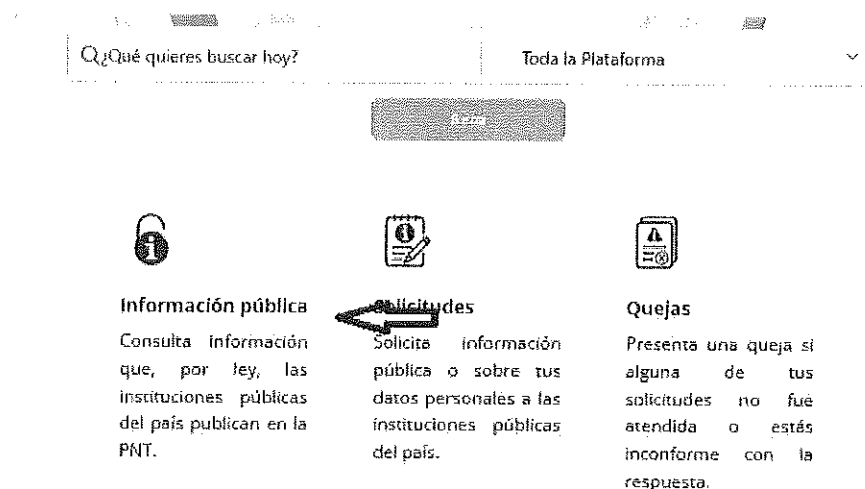 ¿Qué quieres buscar hoy?
Toda la Plataforma
Información pública
Consulta información
que, por ley, las
instituciones públicas
del país publican en la
PNT.
Solicitudes
Solicita información
pública o sobre tus
datos personales a las
instituciones públicas
del país.
Quejas
Presenta una queja si
alguna de tus
solicitudes no fue
atendida o estás
inconforme con la
respuesta.